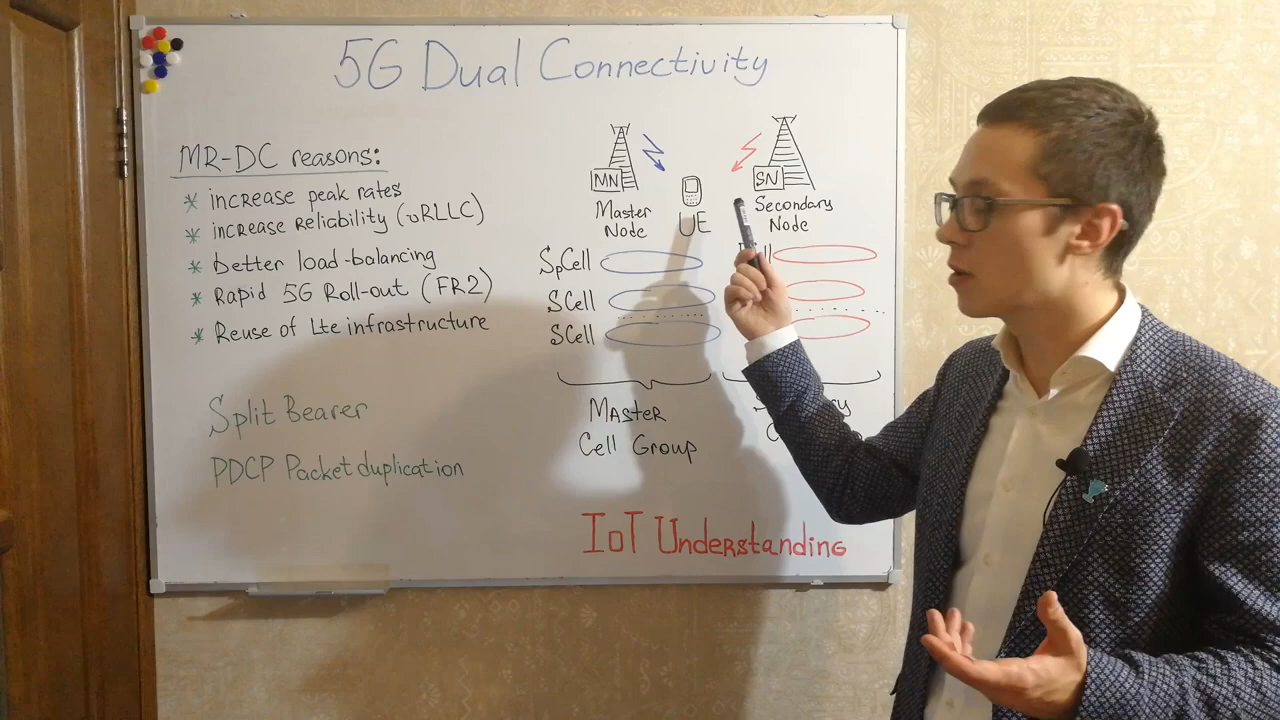 5G Dual Connectivity
MR-DC reasons:
* increase peak rates
* increase reliability (uRLLC)
* better load-balancing
* Rapid 5G Roll-out (FR2)
* Reuse of Lte infrastructure
Split Bearer
PDCP Packet duplication
MN
Master
Node
UE
SN
Secondary
Node
SpCell
SCell
SCell
Master
Cell Group
IoT Understanding